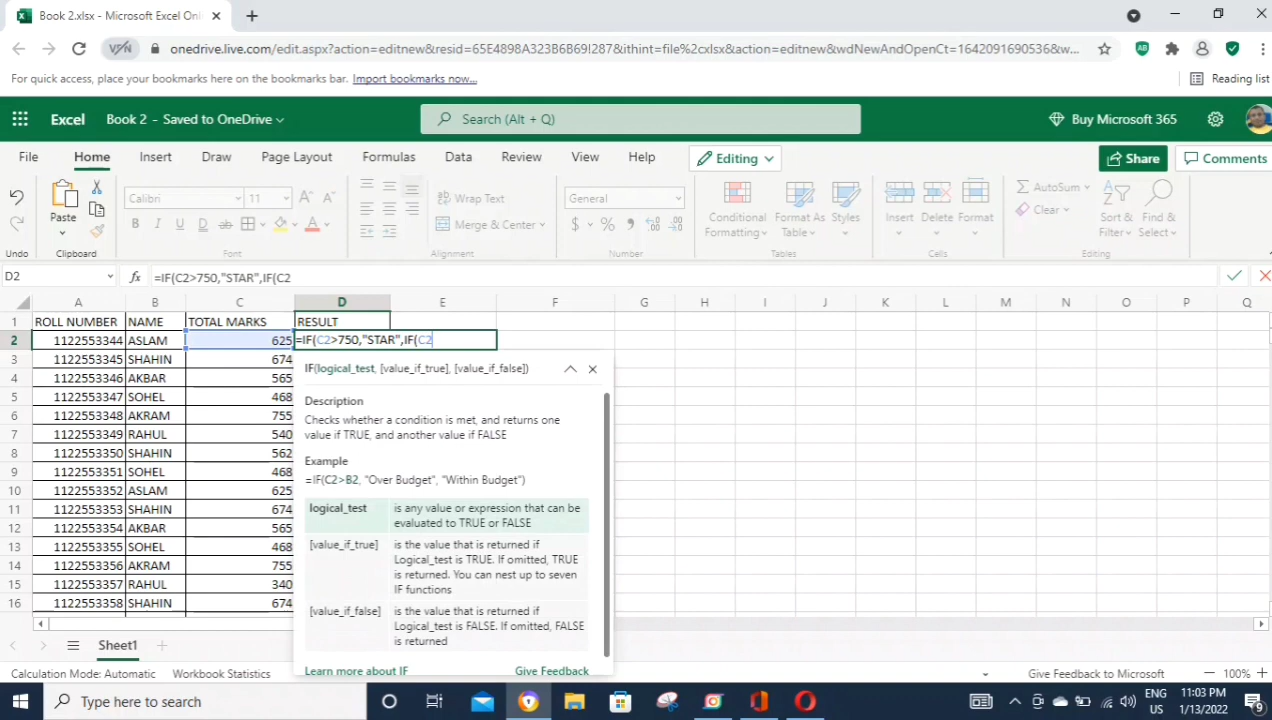 Book 2.xlsx - Microsoft Excel Onl
onedrive.live.com/edit.aspx?action=editnew&resid=65E4898A323B6B69!287&ithint=file%2cxlsx&action=editnew&wdNewAndOpenCt=1642091690536&w...
For quick access, place your bookmarks here on the bookmarks bar. Import bookmarks now...
Reading list
Excel Book 2 - Saved to OneDrive
Search (Alt + Q)
Buy Microsoft 365
File Home Insert Draw Page Layout Formulas Data Review View Help Editing Share Comments
Calibri 11 Wrap Text General AutoSum
Paste B I U D ab A Merge & Center $ % Conditional Formatting Format As Table Styles Insert Delete Format Clear Sort & Filter Find & Select
Undo Clipboard Font Alignment Number Tables Cells Editing
D2 fx =IF(C2>750,"STAR",IF(C2
A B C D E F G H I J K L M N O P Q
1 ROLL NUMBER NAME TOTAL MARKS RESULT
2 1122553344 ASLAM 625 =IF(C2>750,"STAR",IF(C2
3 1122553345 SHAHIN 674
4 1122553346 AKBAR 565
5 1122553347 SOHEL 468
6 1122553348 AKRAM 755
7 1122553349 RAHUL 540
8 1122553350 SHAHIN 562
9 1122553351 SOHEL 468
10 1122553352 ASLAM 625
11 1122553353 SHAHIN 674
12 1122553354 AKBAR 565
13 1122553355 SOHEL 468
14 1122553356 AKRAM 755
15 1122553357 RAHUL 340
16 1122553358 SHAHIN 674
IF(logical_test, [value_if_true], [value_if_false])
Description
Checks whether a condition is met, and returns one
value if TRUE, and another value if FALSE
Example
=IF(C2>B2, "Over Budget", "Within Budget")
logical_test is any value or expression that can be
evaluated to TRUE or FALSE
[value_if_true] is the value that is returned if
Logical_test is TRUE. If omitted, TRUE
is returned. You can nest up to seven
IF functions
[value_if_false] is the value that is returned if
Logical_test is FALSE. If omitted, FALSE
is returned
Learn more about IF Give Feedback
Sheet1
Calculation Mode: Automatic Workbook Statistics Give Feedback to Microsoft 100%
Type here to search
ENG
US
11:03 PM
1/13/2022
9